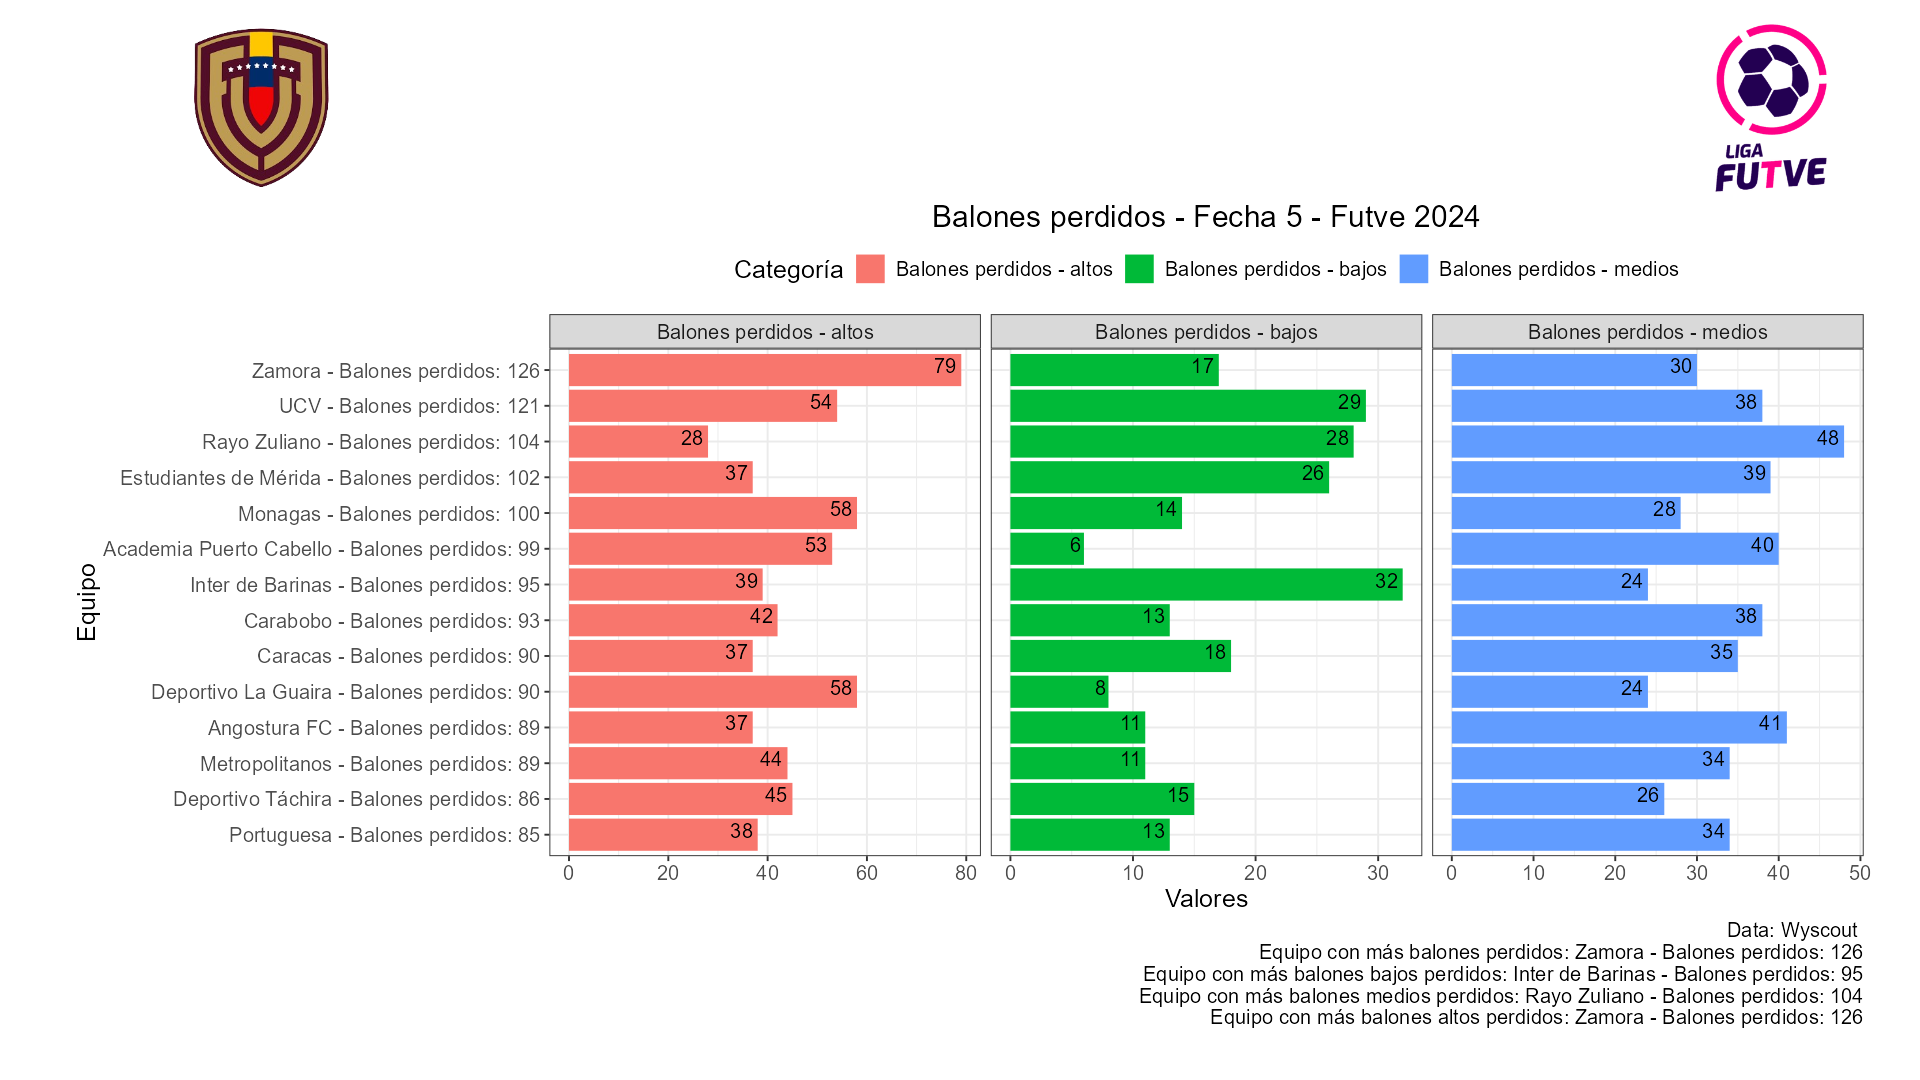 LIGA
FUTVE
Balones perdidos - Fecha 5 - Futve 2024
Categoría Balones perdidos - altos Balones perdidos - bajos Balones perdidos - medios
Balones perdidos - altos Balones perdidos - bajos Balones perdidos - medios
Zamora - Balones perdidos: 126 79 17 30
UCV - Balones perdidos: 121 54 29 38
Rayo Zuliano - Balones perdidos: 104 28 28 48
Estudiantes de Mérida - Balones perdidos: 102 37 26 39
Monagas - Balones perdidos: 100 58 14 28
Academia Puerto Cabello - Balones perdidos: 99 53 6 40
Inter de Barinas - Balones perdidos: 95 39 32 24
Carabobo - Balones perdidos: 93 42 13 38
Caracas - Balones perdidos: 90 37 18 35
Deportivo La Guaira - Balones perdidos: 90 58 8 24
Angostura FC - Balones perdidos: 89 37 11 41
Metropolitanos - Balones perdidos: 89 44 11 34
Deportivo Táchira - Balones perdidos: 86 45 15 26
Portuguesa - Balones perdidos: 85 38 13 34
Equipo
0 20 40 60 80 0 10 20 30 0 10 20 30 40 50
Valores
Data: Wyscout
Equipo con más balones perdidos: Zamora - Balones perdidos: 126
Equipo con más balones bajos perdidos: Inter de Barinas - Balones perdidos: 95
Equipo con más balones medios perdidos: Rayo Zuliano - Balones perdidos: 104
Equipo con más balones altos perdidos: Zamora - Balones perdidos: 126